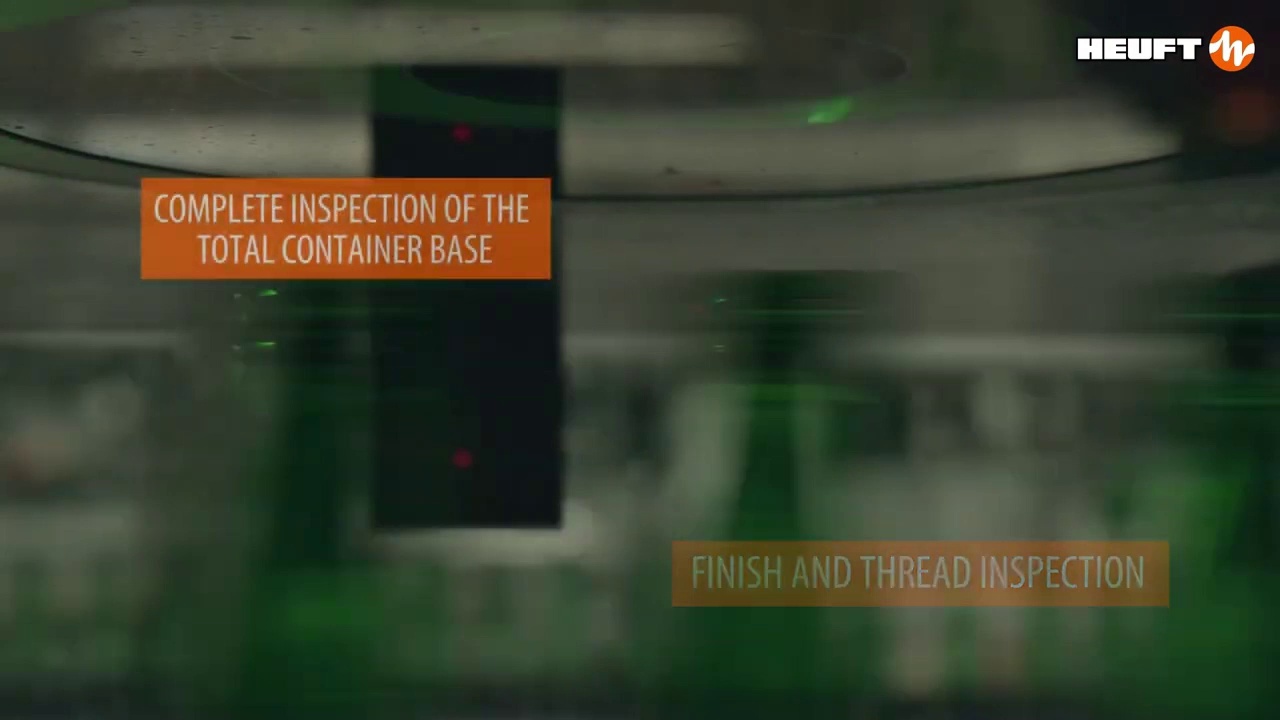 HEUFT
COMPLETE INSPECTION OF THE
TOTAL CONTAINER BASE
FINISH AND THREAD INSPECTION